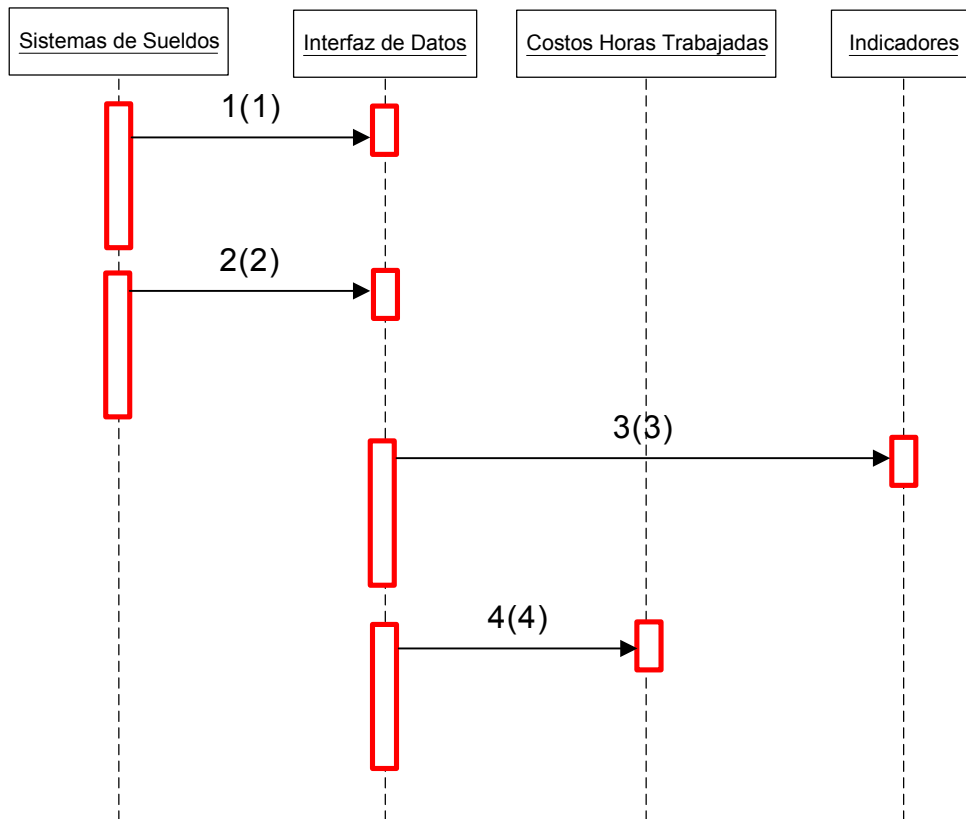 Sistemas de Sueldos
Interfaz de Datos
Costos Horas Trabajadas
Indicadores
1(1)
2(2)
3(3)
4(4)